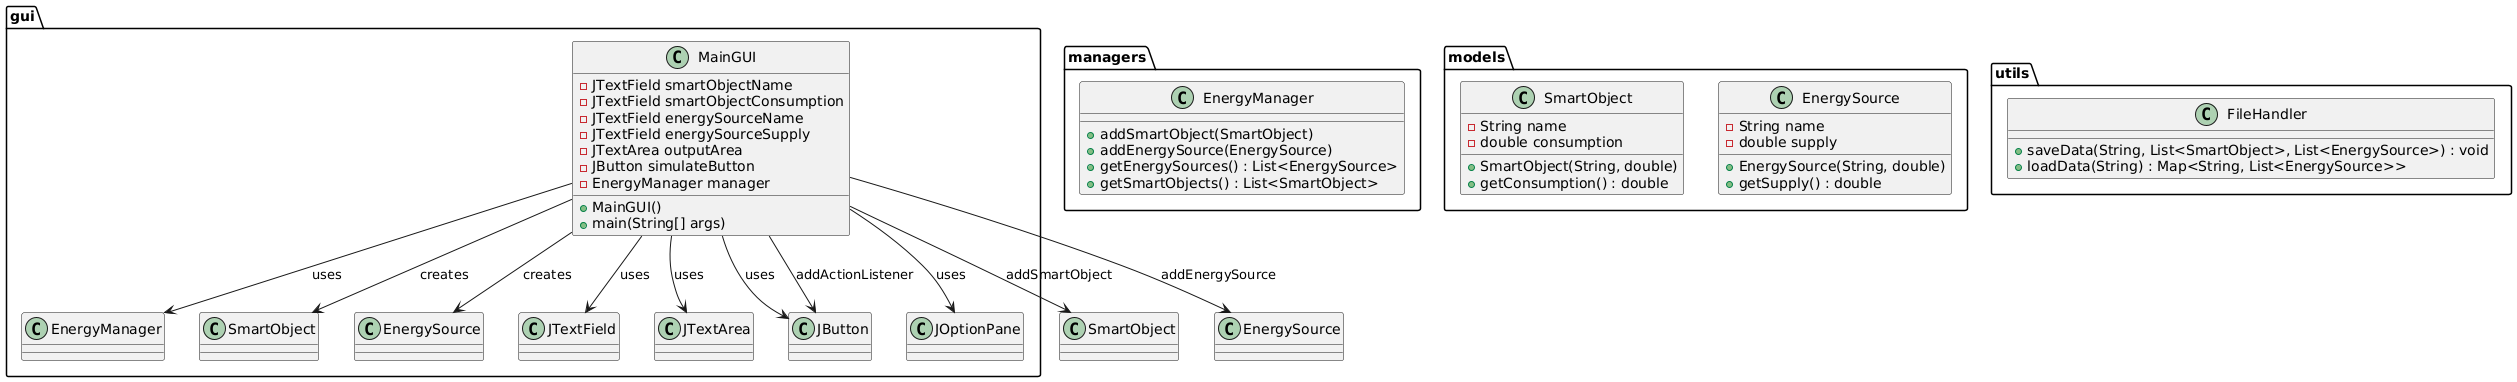 gui
MainGUI
JTextField smartObjectName
JTextField smartObjectConsumption
JTextField energySourceName
JTextField energySourceSupply
JTextArea outputArea
JButton simulateButton
EnergyManager manager
MainGUI()
main(String[] args)
uses
creates
creates
uses
uses
uses
addActionListener
uses
addSmartObject
addEnergySource
EnergyManager
SmartObject
EnergySource
JTextField
JTextArea
JButton
JOptionPane
SmartObject
EnergySource
managers
EnergyManager
addSmartObject(SmartObject)
addEnergySource(EnergySource)
getEnergySources() : List<EnergySource>
getSmartObjects() : List<SmartObject>
models
SmartObject
String name
double consumption
SmartObject(String, double)
getConsumption() : double
EnergySource
String name
double supply
EnergySource(String, double)
getSupply() : double
utils
FileHandler
saveData(String, List<SmartObject>, List<EnergySource>) : void
loadData(String) : Map<String, List<EnergySource>>